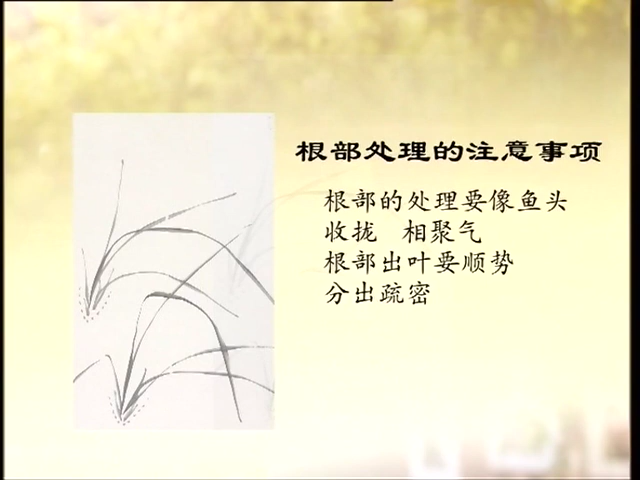 根部处理的注意事项
根部的处理要像鱼头
收拢 相聚气
根部出叶要顺势
分出疏密